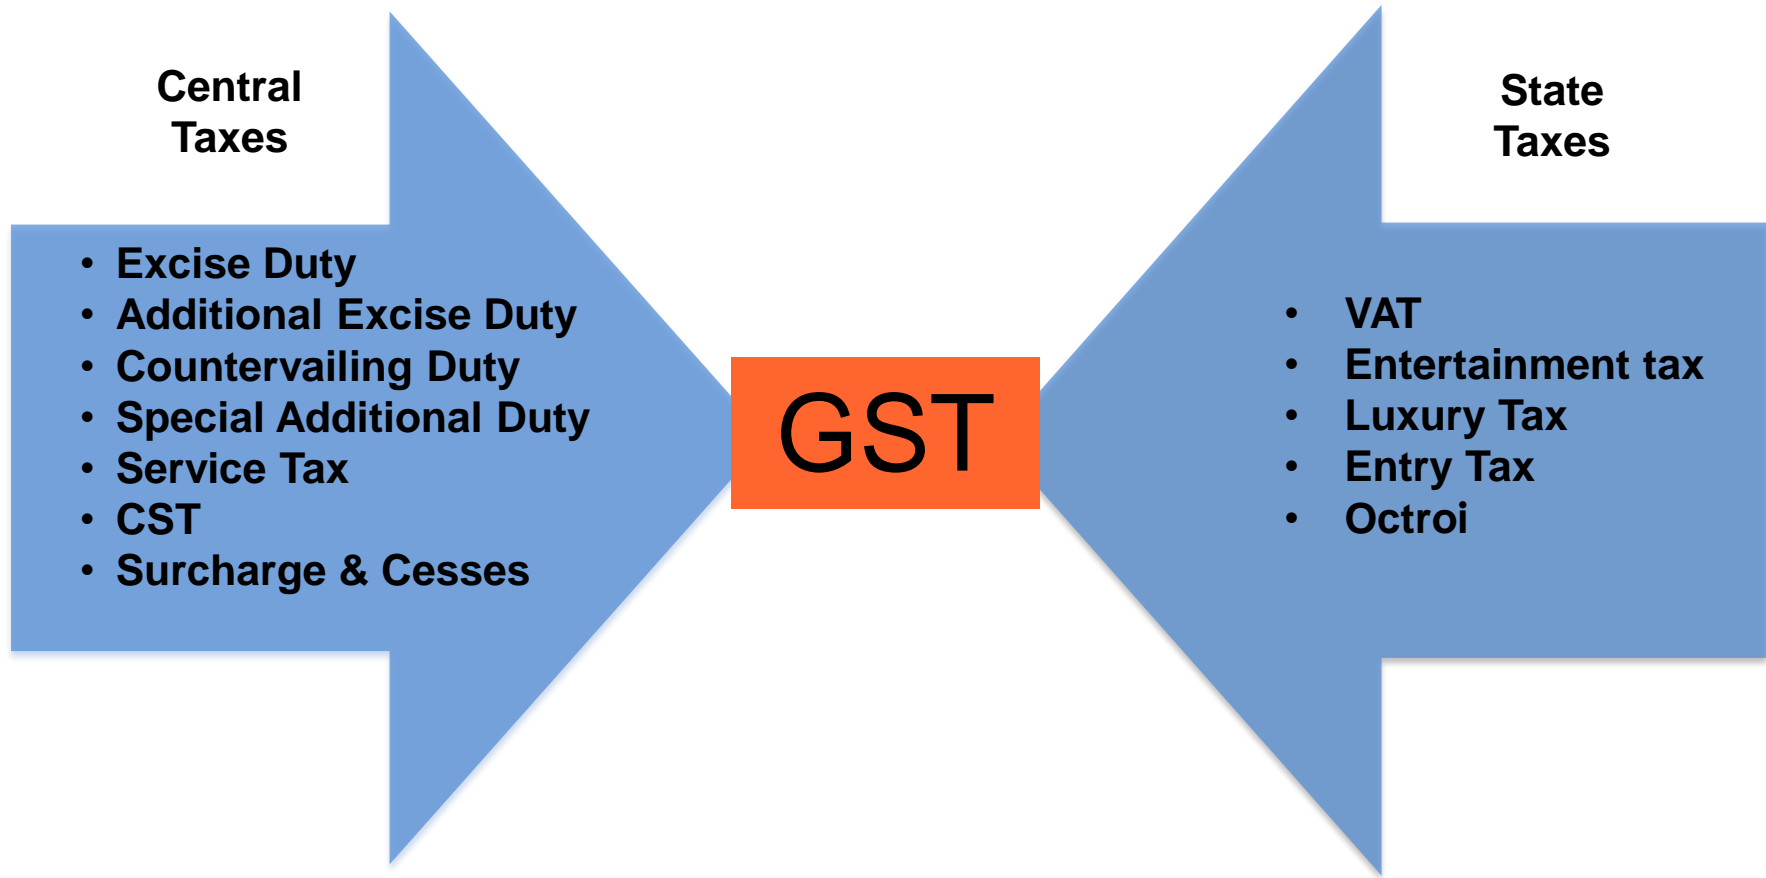 Central
Taxes
• Excise Duty
• Additional Excise Duty
• Countervailing Duty
• Special Additional Duty
• Service Tax
• CST
• Surcharge & Cesses
GST
State
Taxes
• VAT
• Entertainment tax
• Luxury Tax
• Entry Tax
• Octroi